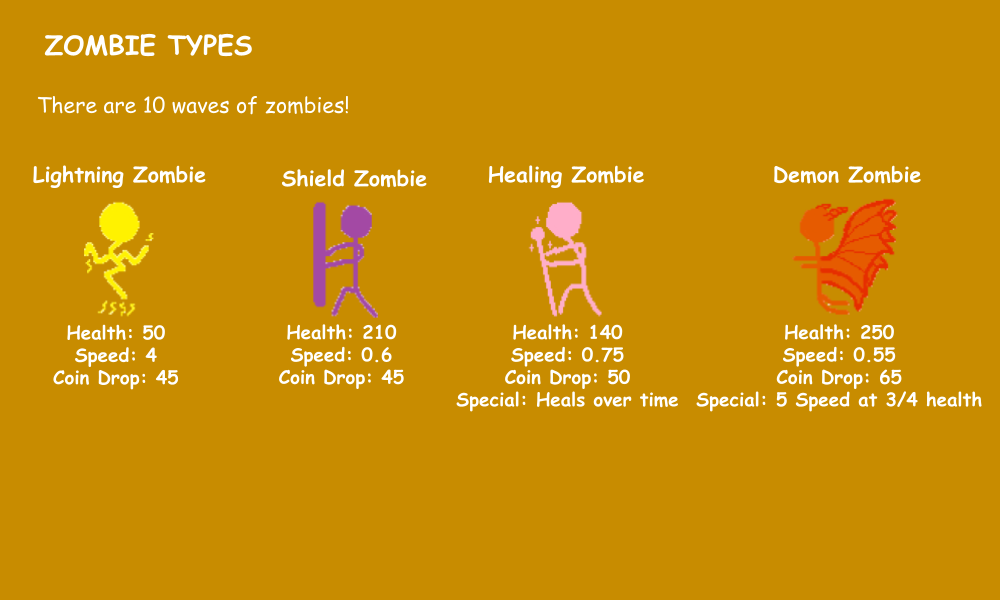 ZOMBIE TYPES
There are 10 waves of zombies!
Lightning Zombie
Health: 50
Speed: 4
Coin Drop: 45
Shield Zombie
Health: 210
Speed: 0.6
Coin Drop: 45
Healing Zombie
Health: 140
Speed: 0.75
Coin Drop: 50
Special: Heals over time
Demon Zombie
Health: 250
Speed: 0.55
Coin Drop: 65
Special: 5 Speed at 3/4 health